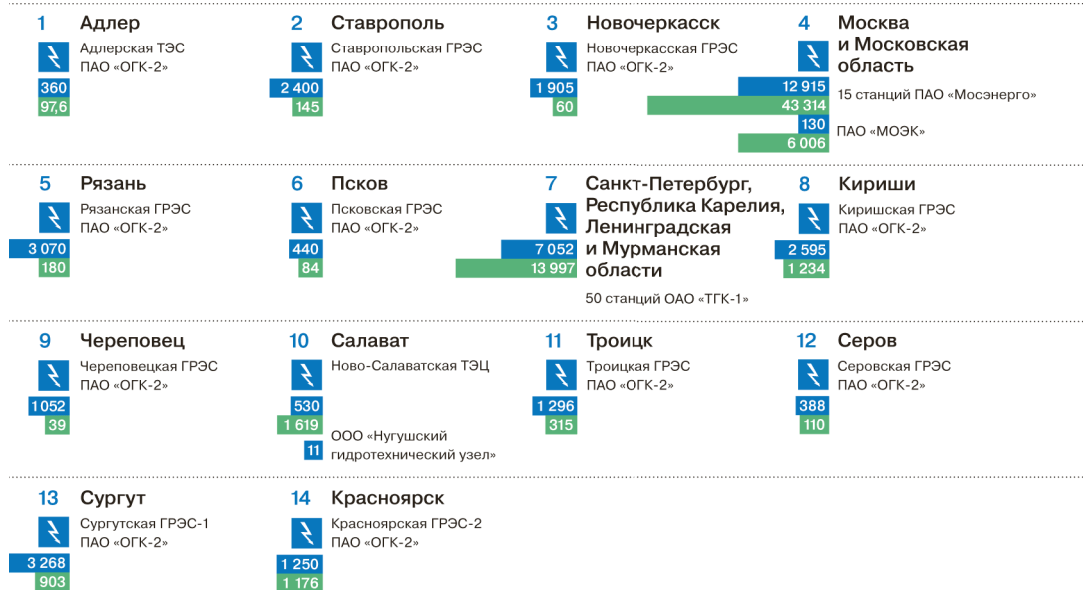 1 Адлер
Адлерская ТЭС
ПАО «ОГК-2»
360
97,6
2 Ставрополь
Ставропольская ГРЭС
ПАО «ОГК-2»
2 400
145
3 Новочеркасск
Новочеркасская ГРЭС
ПАО «ОГК-2»
1 905
60
4 Москва
и Московская
область
12 915
15 станций ПАО «Мосэнерго»
43 314
130
ПАО «МОЭК»
6 006
5 Рязань
Рязанская ГРЭС
ПАО «ОГК-2»
3 070
180
6 Псков
Псковская ГРЭС
ПАО «ОГК-2»
440
84
7 Санкт-Петербург,
Республика Карелия,
Ленинградская
и Мурманская
области
7 052
13 997
50 станций ОАО «ТГК-1»
8 Кириши
Киришская ГРЭС
ПАО «ОГК-2»
2 595
1 234
9 Череповец
Череповецкая ГРЭС
ПАО «ОГК-2»
1 052
39
10 Салават
Ново-Салаватская ТЭЦ
530
1 619
ООО «Нугушский
гидротехнический узел»
11
11 Троицк
Троицкая ГРЭС
ПАО «ОГК-2»
1 296
315
12 Серов
Серовская ГРЭС
ПАО «ОГК-2»
388
110
13 Сургут
Сургутская ГРЭС-1
ПАО «ОГК-2»
3 268
903
14 Красноярск
Красноярская ГРЭС-2
ПАО «ОГК-2»
1 250
1 176